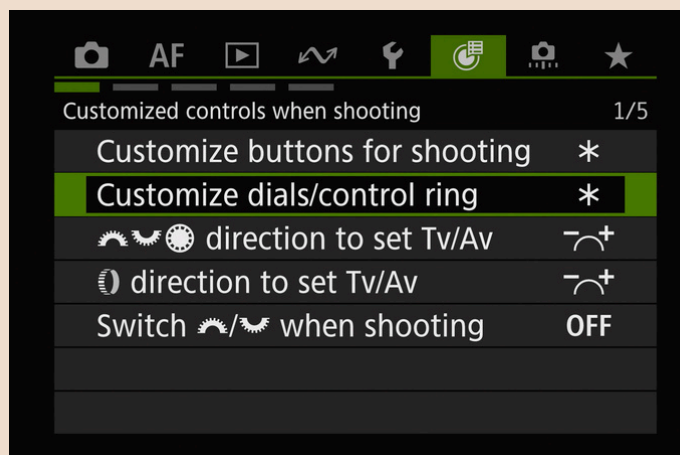 AF
Customized controls when shooting 1/5
Customize buttons for shooting *
Customize dials/control ring *
direction to set Tv/Av -+
direction to set Tv/Av -+
Switch / when shooting OFF